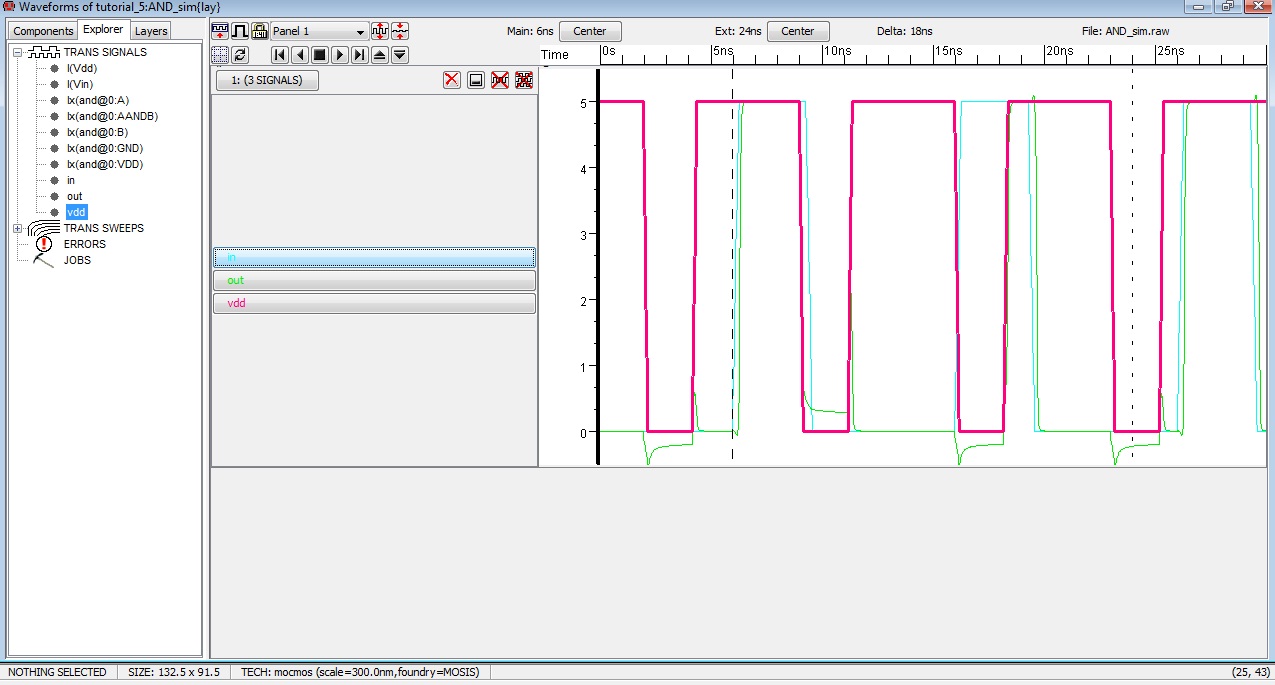 Waveforms of tutorial_5:AND_sim{lay}
Components Explorer Layers
Panel 1
Main: 6ns Center Ext: 24ns Center Delta: 18ns File: AND_sim.raw
TRANS SIGNALS
I(Vdd)
I(Vin)
Ix(and@0:A)
Ix(and@0:AANDB)
Ix(and@0:B)
Ix(and@0:GND)
Ix(and@0:VDD)
in
out
vdd
TRANS SWEEPS
ERRORS
JOBS
Time 0s 5ns 10ns 15ns 20ns 25ns
1: (3 SIGNALS)
in
out
vdd
5
4
3
2
1
0
NOTHING SELECTED SIZE: 132.5 x 91.5 TECH: mocmos (scale=300.0nm,foundry=MOSIS) (25, 43)